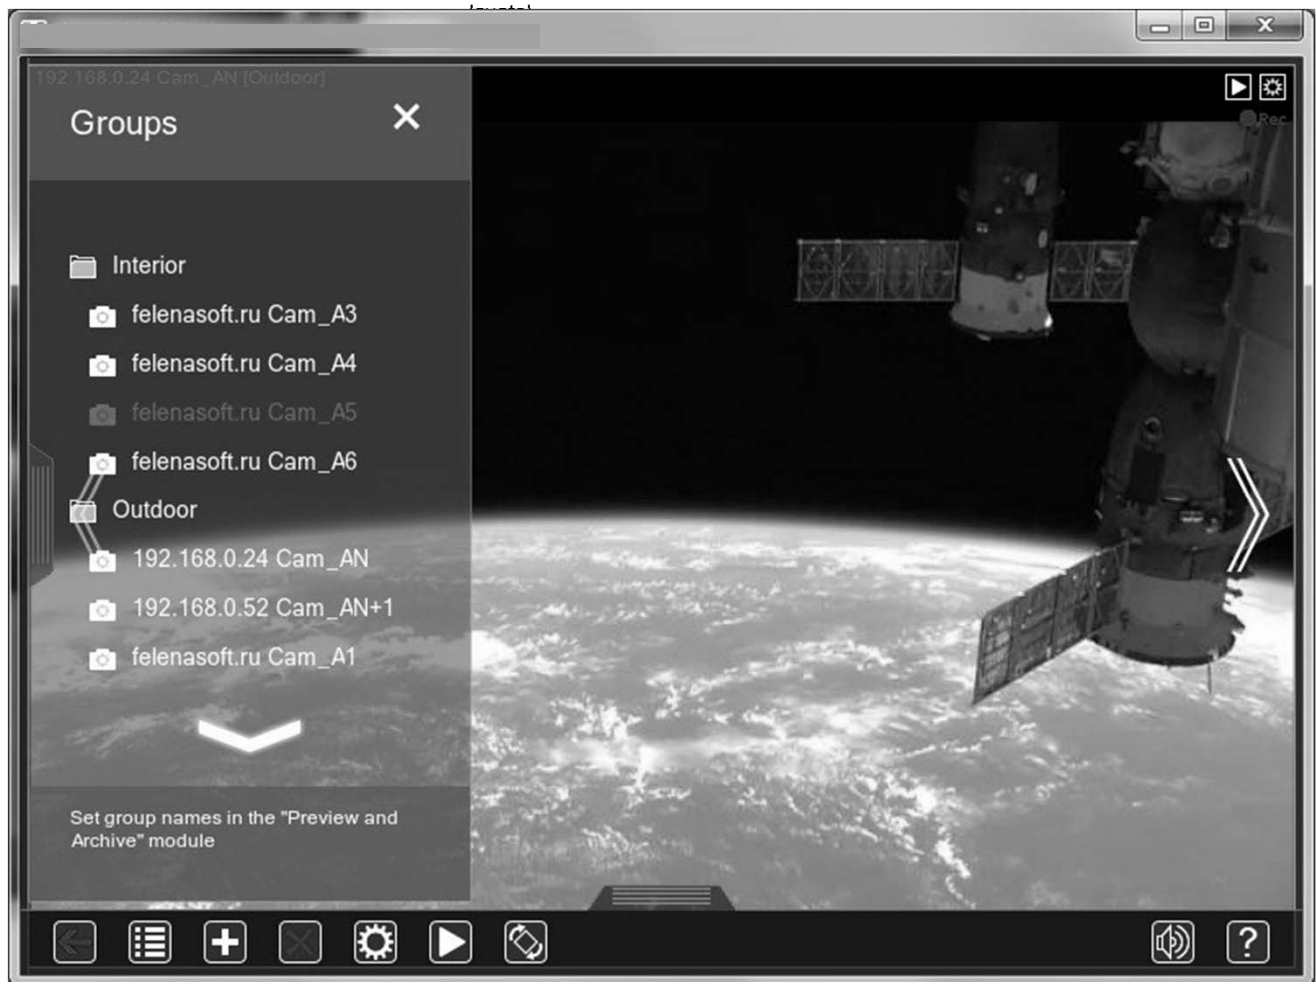 192.168.0.24 Cam_AN [Outdoor]
Groups
Rec
Interior
felenasoft.ru Cam_A3
felenasoft.ru Cam_A4
felenasoft.ru Cam_A5
felenasoft.ru Cam_A6
Outdoor
192.168.0.24 Cam_AN
192.168.0.52 Cam_AN+1
felenasoft.ru Cam_A1
Set group names in the "Preview and
Archive" module
?